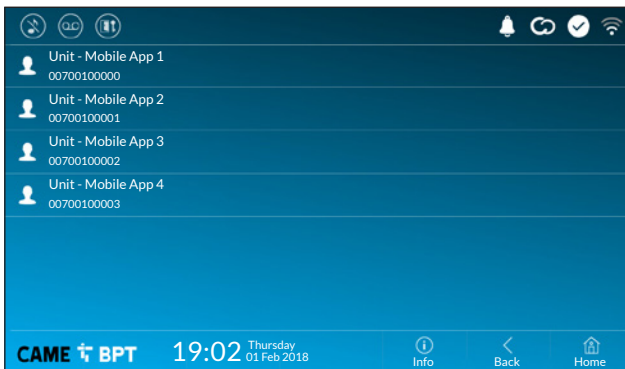 Unit - Mobile App 1
00700100000
Unit - Mobile App 2
00700100001
Unit - Mobile App 3
00700100002
Unit - Mobile App 4
00700100003
CAME BPT
19:02
Thursday
01 Feb 2018
Info
Back
Home